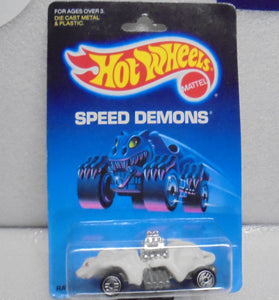 FOR AGES OVER 3.
DIE CAST METAL
& PLASTIC.
Hot Wheels
MATTEL
SPEED DEMONS